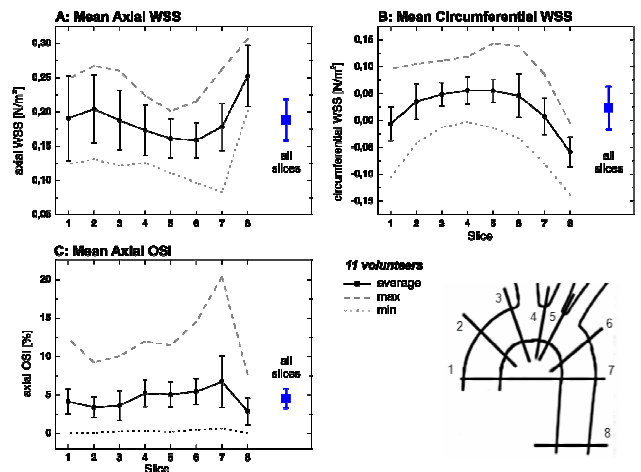 A: Mean Axial WSS
axial WSS [N/m²]
0,30
0,25
0,20
0,15
0,10
0,05
1 2 3 4 5 6 7 8
all
slices
B: Mean Circumferential WSS
circumferential WSS [N/m²]
0,15
0,10
0,05
0,00
-0,05
-0,10
-0,15
1 2 3 4 5 6 7 8
Slice
all
slices
C: Mean Axial OSI
axial OSI [%]
20
15
10
5
0
1 2 3 4 5 6 7 8
Slice
all
slices
11 volunteers
average
max
min
1
2
3
4
5
6
7
8